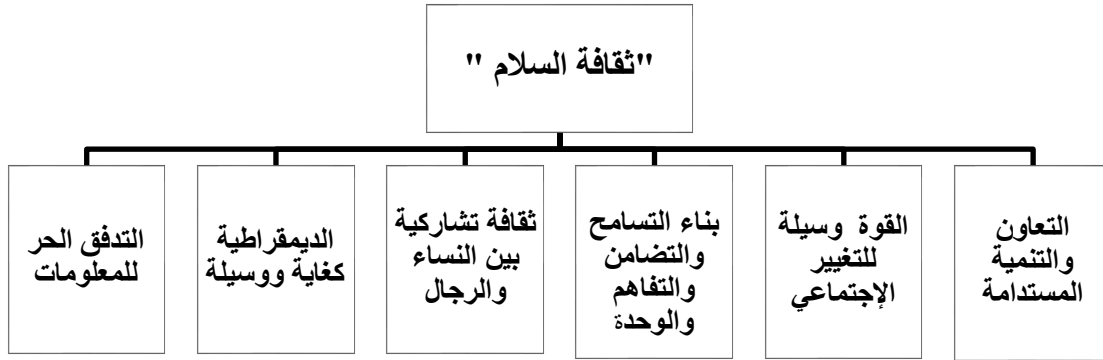 "ثقافة السلام "
التعاون
والتنمية
المستدامة
القوة وسيلة
للتغيير
الإجتماعي
بناء التسامح
والتضامن
والتفاهم
والوحدة
ثقافة تشاركية
بين النساء
والرجال
الديمقراطية
كغاية ووسيلة
التدفق الحر
للمعلومات